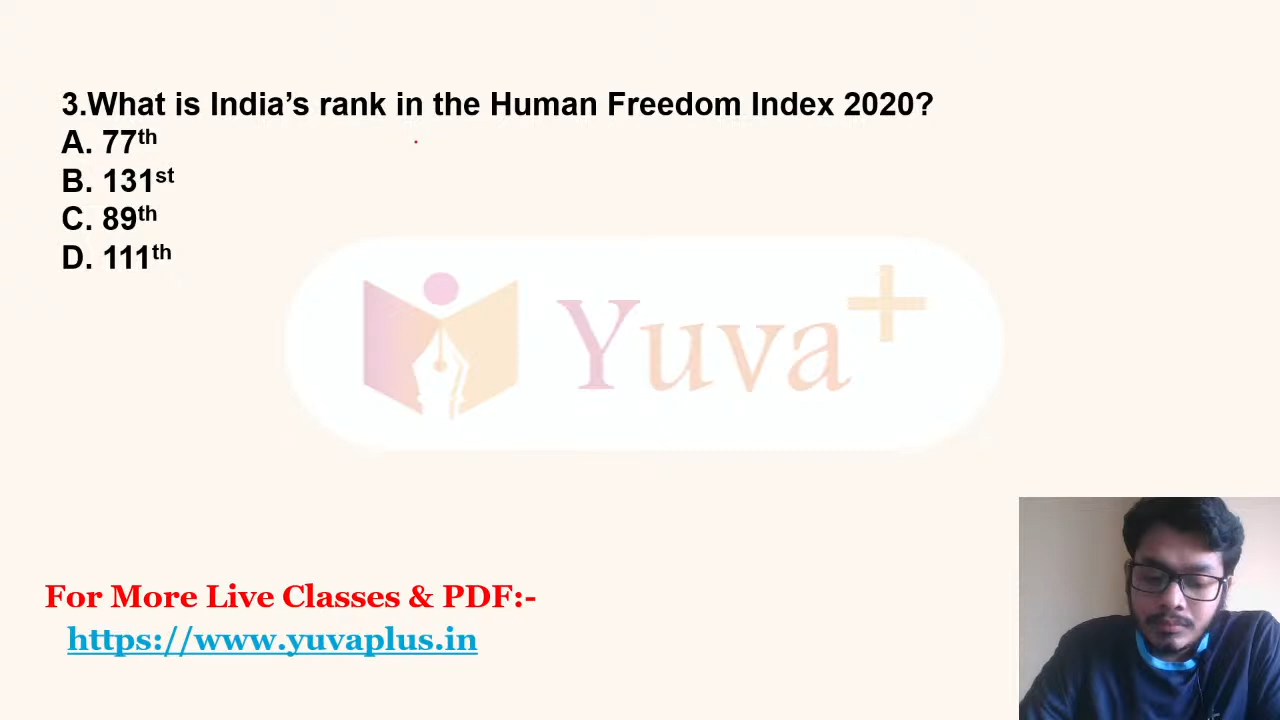 3.What is India’s rank in the Human Freedom Index 2020?
A. 77th
B. 131st
C. 89th
D. 111th
Yuva+
For More Live Classes & PDF:-
https://www.yuvaplus.in